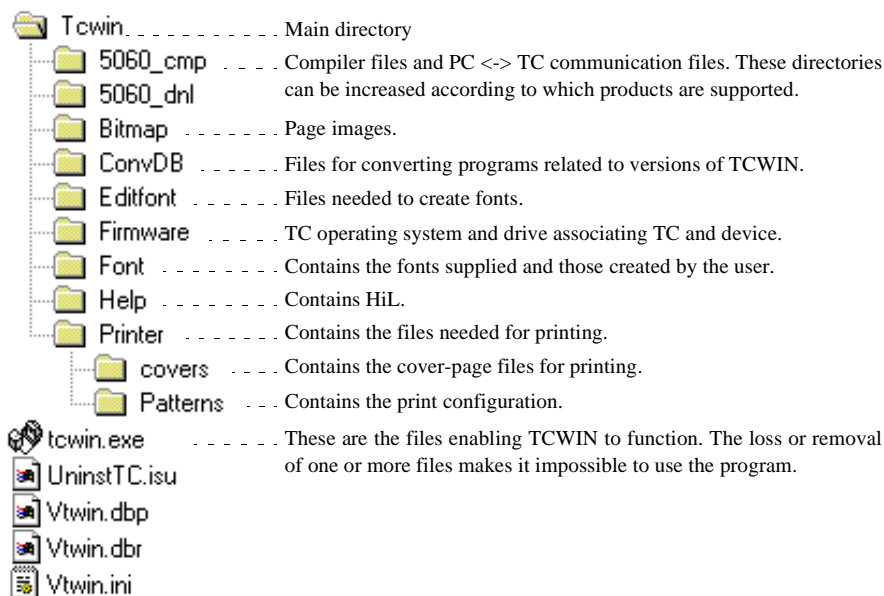 Tcwin Main directory
5060_cmp Compiler files and PC <-> TC communication files. These directories
5060_dnl can be increased according to which products are supported.
Bitmap Page images.
ConvDB Files for converting programs related to versions of TCWIN.
Editfont Files needed to create fonts.
Firmware TC operating system and drive associating TC and device.
Font Contains the fonts supplied and those created by the user.
Help Contains HiL.
Printer Contains the files needed for printing.
covers Contains the cover-page files for printing.
Patterns Contains the print configuration.
tcwin.exe These are the files enabling TCWIN to function. The loss or removal
UninstTC.isu of one or more files makes it impossible to use the program.
Vtwin.dbp
Vtwin.dbr
Vtwin.ini